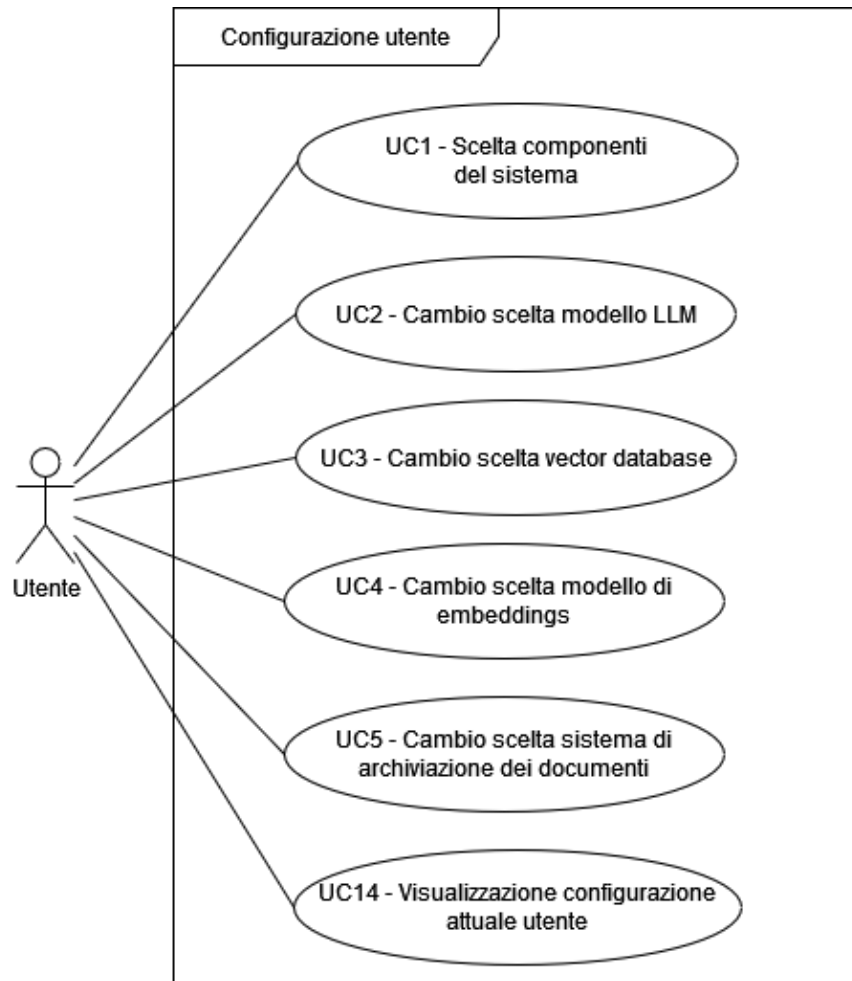 Configurazione utente
UC1 - Scelta componenti
del sistema
UC2 - Cambio scelta modello LLM
UC3 - Cambio scelta vector database
UC4 - Cambio scelta modello di
embeddings
Utente
UC5 - Cambio scelta sistema di
archiviazione dei documenti
UC14 - Visualizzazione configurazione
attuale utente